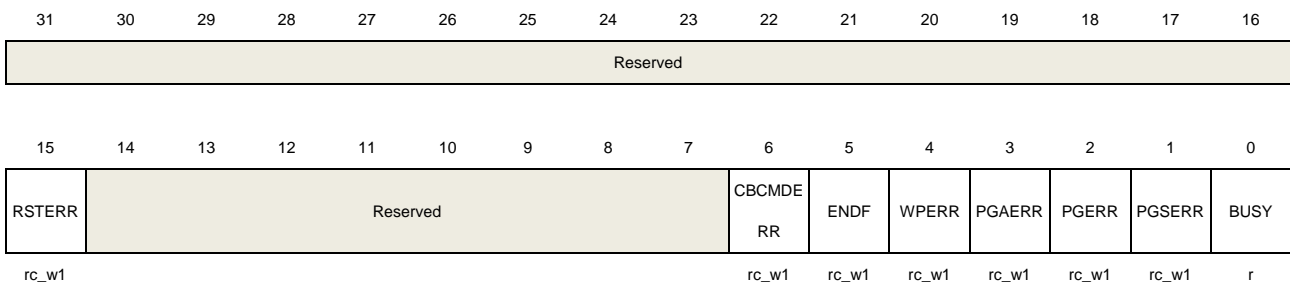 31 30 29 28 27 26 25 24 23 22 21 20 19 18 17 16
Reserved
15 14 13 12 11 10 9 8 7 6 5 4 3 2 1 0
RSTERR Reserved CBCMDE RR ENDF WPERR PGAERR PGERR PGSERR BUSY
rc_w1 rc_w1 rc_w1 rc_w1 rc_w1 rc_w1 rc_w1 r